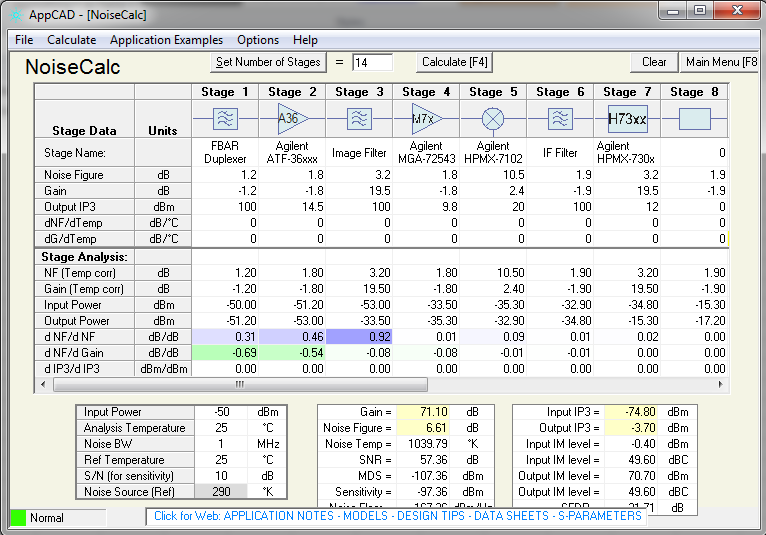 AppCAD - [NoiseCalc]
File Calculate Application Examples Options Help
NoiseCalc Set Number of Stages = 14 Calculate [F4] Clear Main Menu [F8
Stage 1 Stage 2 Stage 3 Stage 4 Stage 5 Stage 6 Stage 7 Stage 8
A36 M7x H73xx
Stage Data Units
Stage Name: FBAR Duplexer Agilent ATF-36xxx Image Filter Agilent MGA-72543 Agilent HPMX-7102 IF Filter Agilent HPMX-730x 0
Noise Figure dB 1.2 1.8 3.2 1.8 10.5 1.9 3.2 1.9
Gain dB -1.2 -1.8 19.5 -1.8 2.4 -1.9 19.5 -1.9
Output IP3 dBm 100 14.5 100 9.8 20 100 12 0
dNF/dTemp dB/°C 0 0 0 0 0 0 0 0
dG/dTemp dB/°C 0 0 0 0 0 0 0 0
Stage Analysis:
NF (Temp corr) dB 1.20 1.80 3.20 1.80 10.50 1.90 3.20 1.90
Gain (Temp corr) dB -1.20 -1.80 19.50 -1.80 2.40 -1.90 19.50 -1.90
Input Power dBm -50.00 -51.20 -53.00 -33.50 -35.30 -32.90 -34.80 -15.30
Output Power dBm -51.20 -53.00 -33.50 -35.30 -32.90 -34.80 -15.30 -17.20
d NF/d NF dB/dB 0.31 0.46 0.92 0.01 0.09 0.01 0.02 0.00
d NF/d Gain dB/dB -0.69 -0.54 -0.08 -0.08 -0.01 -0.01 0.00 0.00
d IP3/d IP3 dBm/dBm 0.00 0.00 0.00 0.00 0.00 0.00 0.00 0.00
Input Power -50 dBm Gain = 71.10 dB Input IP3 = -74.80 dBm
Analysis Temperature 25 °C Noise Figure = 6.61 dB Output IP3 = -3.70 dBm
Noise BW 1 MHz Noise Temp = 1039.79 °K Input IM level = -0.40 dBm
Ref Temperature 25 °C SNR = 57.36 dB Input IM level = 49.60 dBC
S/N (for sensitivity) 10 dB MDS = -107.36 dBm Output IM level = 70.70 dBm
Noise Source (Ref) 290 °K Sensitivity = -97.36 dBm Output IM level = 49.60 dBC
Normal Click for Web: APPLICATION NOTES - MODELS - DESIGN TIPS - DATA SHEETS - S-PARAMETERS